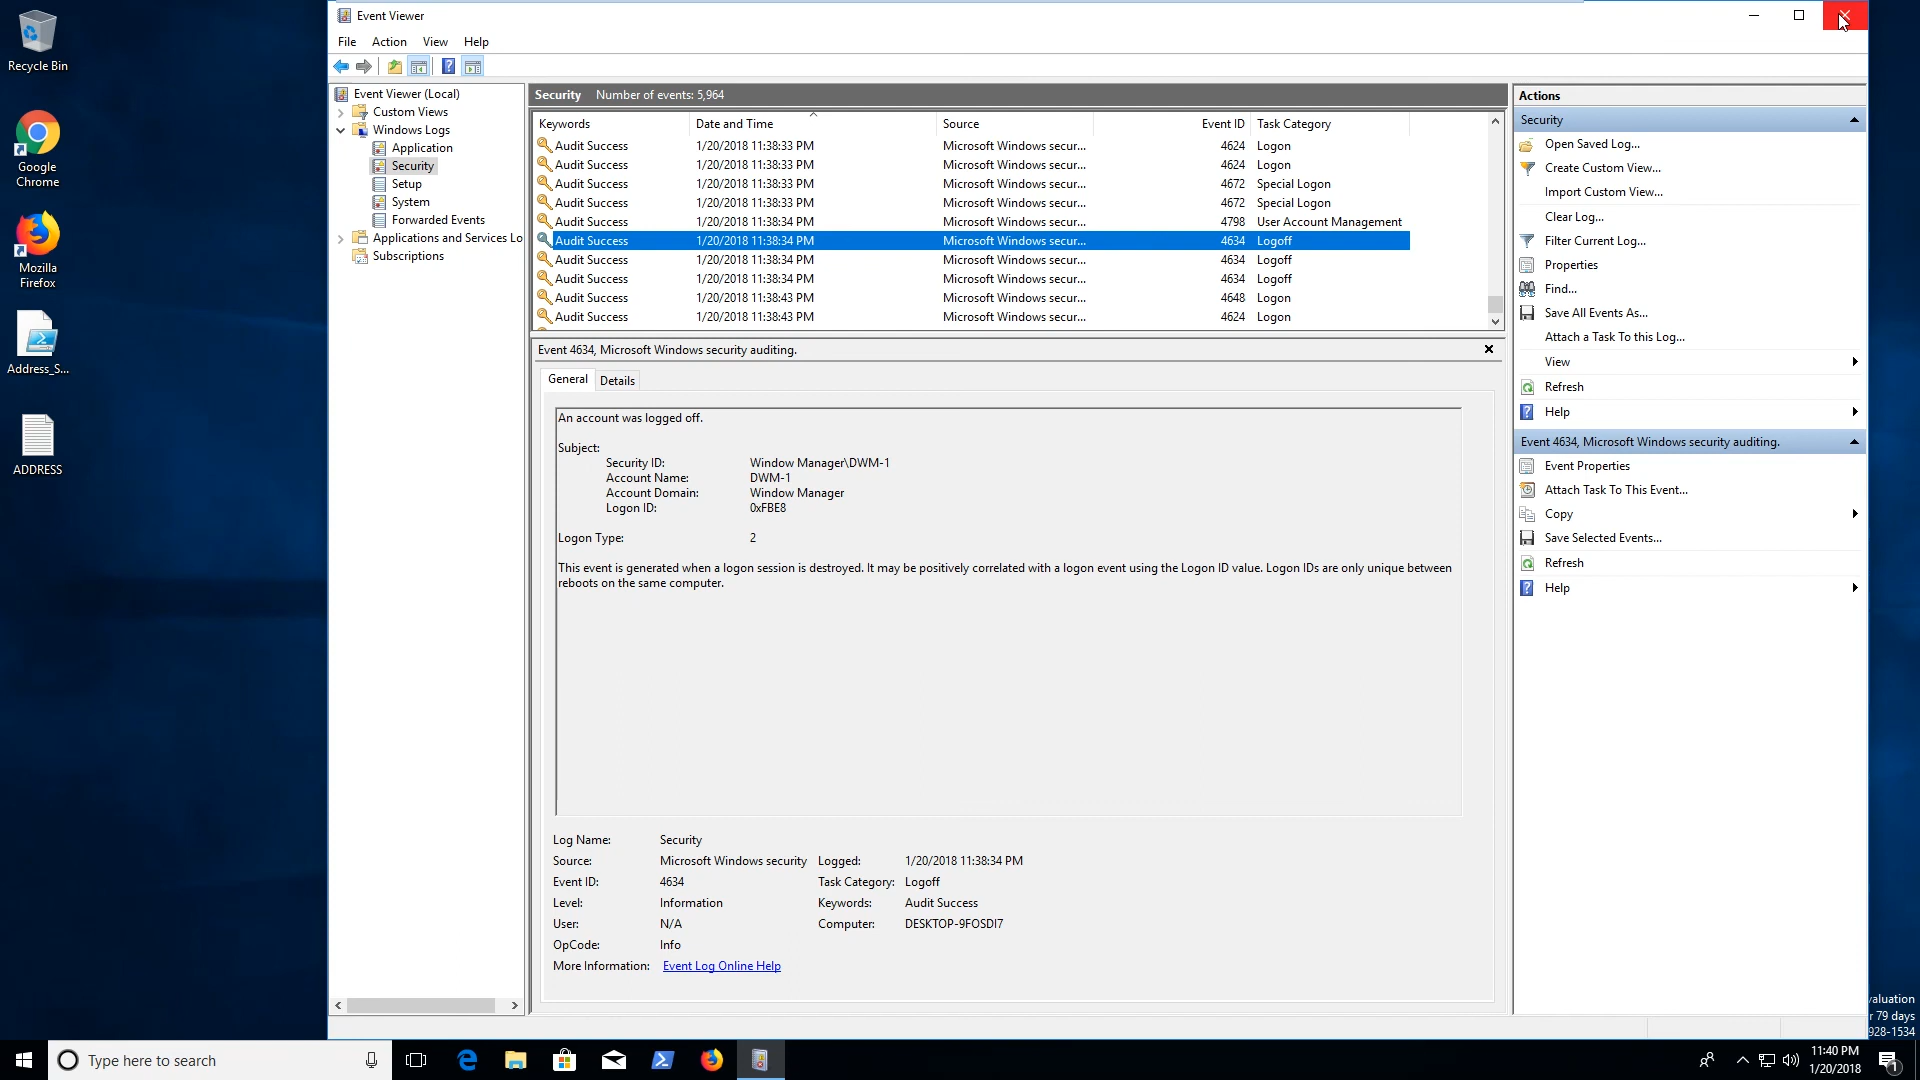 Recycle Bin
Google
Chrome
Mozilla
Firefox
Address_S...
ADDRESS
Event Viewer
File Action View Help
Event Viewer (Local)
Custom Views
Windows Logs
Application
Security
Setup
System
Forwarded Events
Applications and Services Lo
Subscriptions
Security Number of events: 5,964
Keywords Date and Time Source Event ID Task Category
Audit Success 1/20/2018 11:38:33 PM Microsoft Windows secur... 4624 Logon
Audit Success 1/20/2018 11:38:33 PM Microsoft Windows secur... 4624 Logon
Audit Success 1/20/2018 11:38:33 PM Microsoft Windows secur... 4672 Special Logon
Audit Success 1/20/2018 11:38:33 PM Microsoft Windows secur... 4672 Special Logon
Audit Success 1/20/2018 11:38:34 PM Microsoft Windows secur... 4798 User Account Management
Audit Success 1/20/2018 11:38:34 PM Microsoft Windows secur... 4634 Logoff
Audit Success 1/20/2018 11:38:34 PM Microsoft Windows secur... 4634 Logoff
Audit Success 1/20/2018 11:38:34 PM Microsoft Windows secur... 4634 Logoff
Audit Success 1/20/2018 11:38:43 PM Microsoft Windows secur... 4648 Logon
Audit Success 1/20/2018 11:38:43 PM Microsoft Windows secur... 4624 Logon
Event 4634, Microsoft Windows security auditing.
General Details
An account was logged off.
Subject:
Security ID: Window Manager\DWM-1
Account Name: DWM-1
Account Domain: Window Manager
Logon ID: 0xFBE8
Logon Type: 2
This event is generated when a logon session is destroyed. It may be positively correlated with a logon event using the Logon ID value. Logon IDs are only unique between
reboots on the same computer.
Log Name: Security
Source: Microsoft Windows security Logged: 1/20/2018 11:38:34 PM
Event ID: 4634 Task Category: Logoff
Level: Information Keywords: Audit Success
User: N/A Computer: DESKTOP-9FOSDI7
OpCode: Info
More Information: Event Log Online Help
Actions
Security
Open Saved Log...
Create Custom View...
Import Custom View...
Clear Log...
Filter Current Log...
Properties
Find...
Save All Events As...
Attach a Task To this Log...
View
Refresh
Help
Event 4634, Microsoft Windows security auditing.
Event Properties
Attach Task To This Event...
Copy
Save Selected Events...
Refresh
Help
valuation
r 79 days
928-1534
Type here to search
11:40 PM
1/20/2018
1